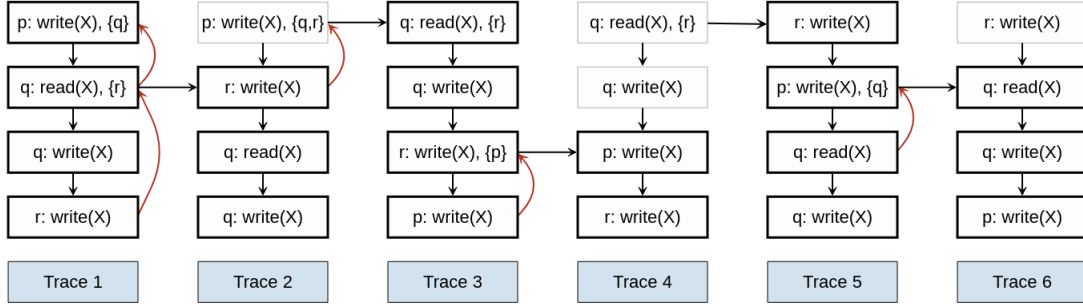 p: write(X), {q}
q: read(X), {r}
q: write(X)
r: write(X)
Trace 1
p: write(X), {q,r}
r: write(X)
q: read(X)
q: write(X)
Trace 2
q: read(X), {r}
q: write(X)
r: write(X), {p}
p: write(X)
Trace 3
q: read(X), {r}
q: write(X)
p: write(X)
r: write(X)
Trace 4
r: write(X)
p: write(X), {q}
q: read(X)
q: write(X)
Trace 5
r: write(X)
q: read(X)
q: write(X)
p: write(X)
Trace 6